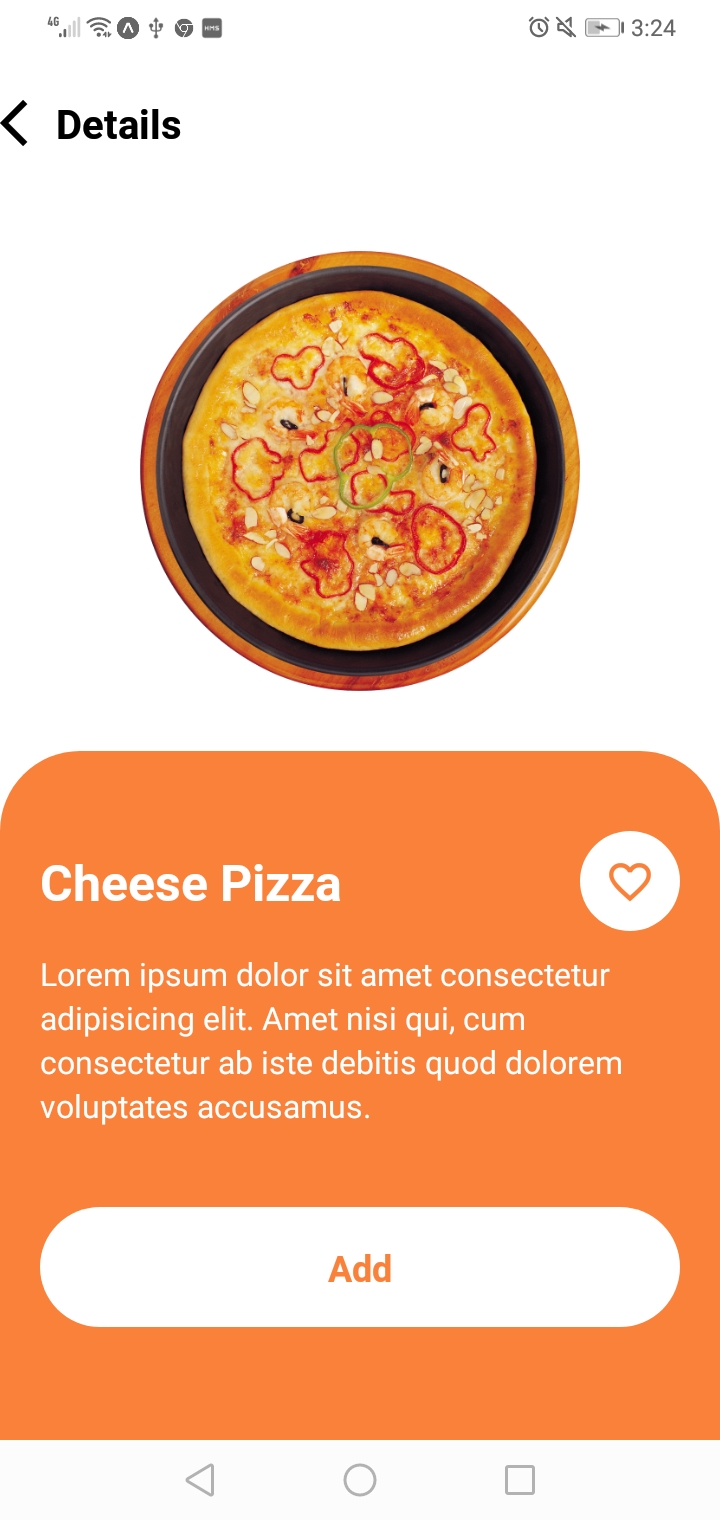 4G HMS 3:24
Details
Cheese Pizza
Lorem ipsum dolor sit amet consectetur
adipisicing elit. Amet nisi qui, cum
consectetur ab iste debitis quod dolorem
voluptates accusamus.
Add